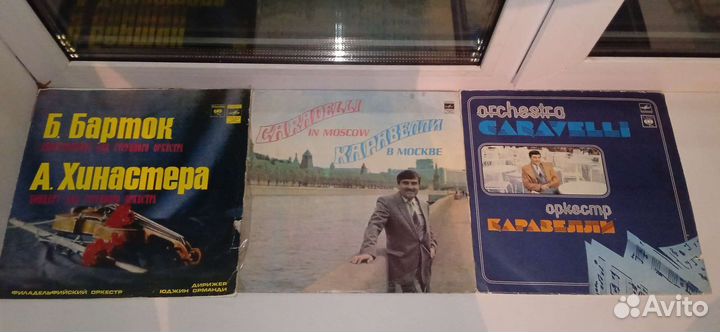 Б. Барток
А. Хинастера
ФИЛАДЕЛЬФИЙСКИЙ ОРКЕСТР
ДИРИЖЕР
ЮДЖИН ОРМАНДИ
CARAVELLI
IN MOSCOW
КАРАВЕЛЛИ
В МОСКВЕ
orchestra
CARAVELLI
оркестр
КАРАВЕЛЛИ
Avito